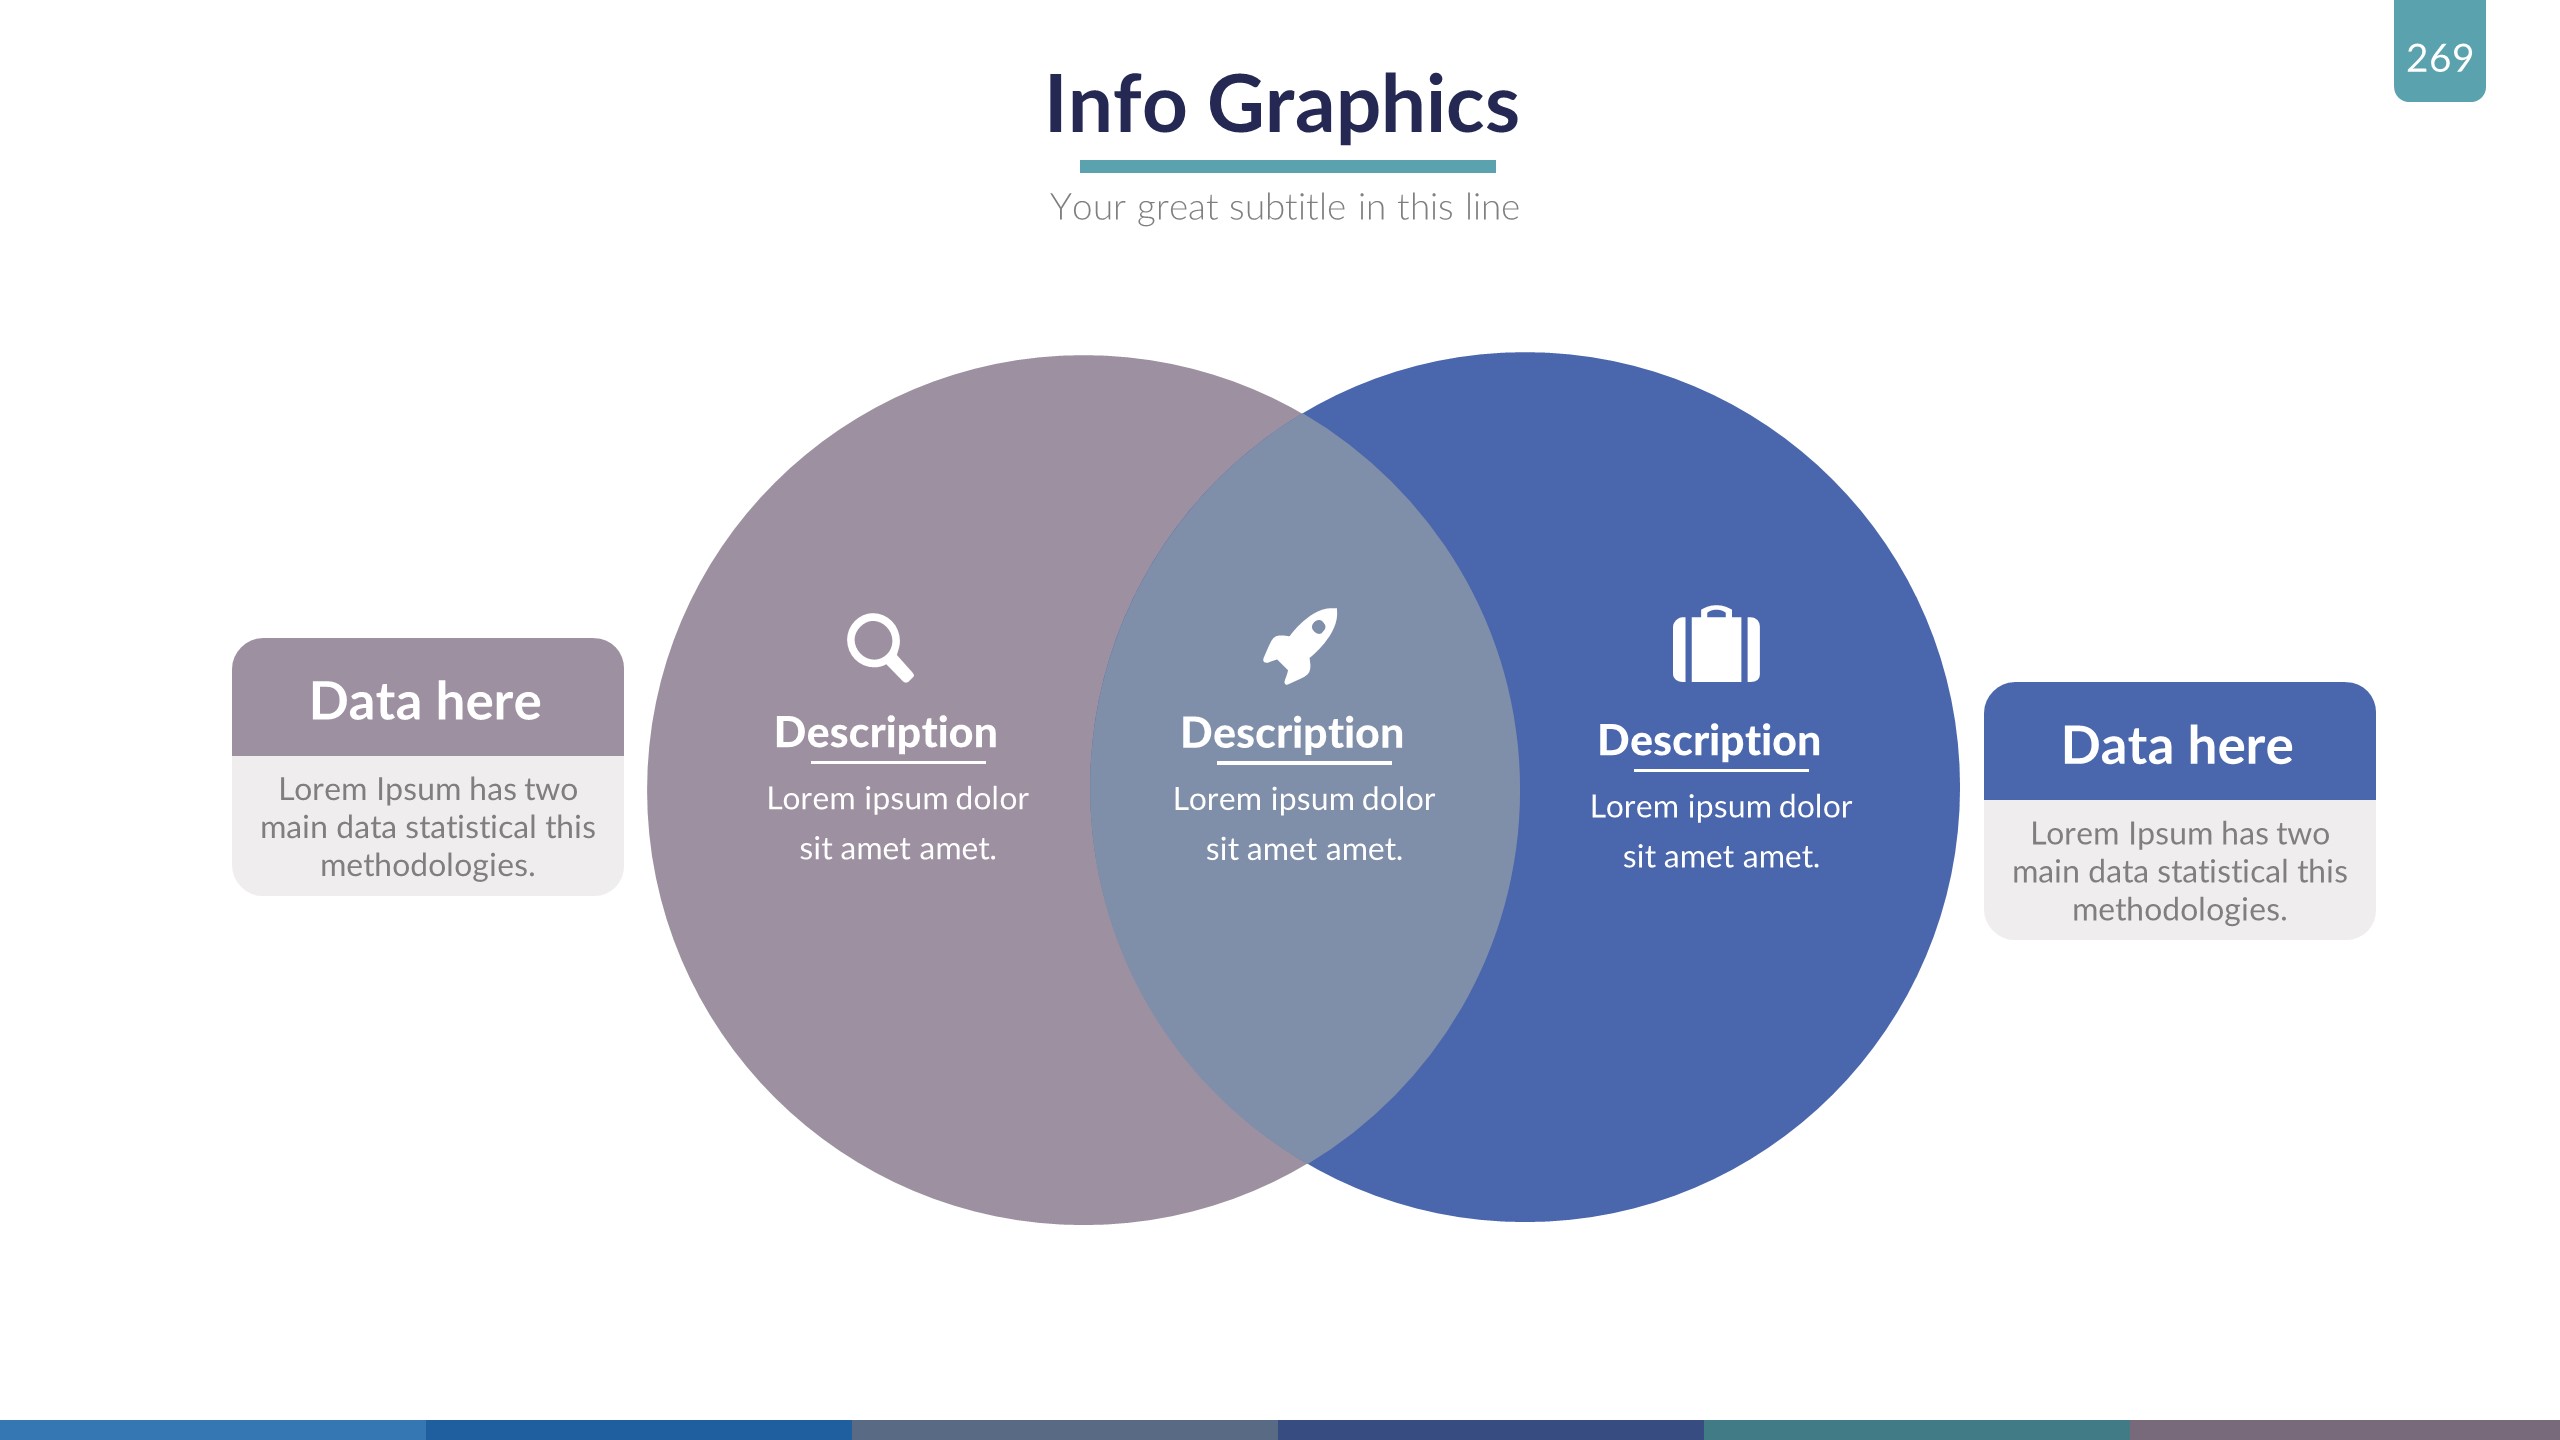 269
Info Graphics
Your great subtitle in this line
Data here
Lorem Ipsum has two
main data statistical this
methodologies.
Description
Lorem ipsum dolor
sit amet amet.
Description
Lorem ipsum dolor
sit amet amet.
Description
Lorem ipsum dolor
sit amet amet.
Data here
Lorem Ipsum has two
main data statistical this
methodologies.